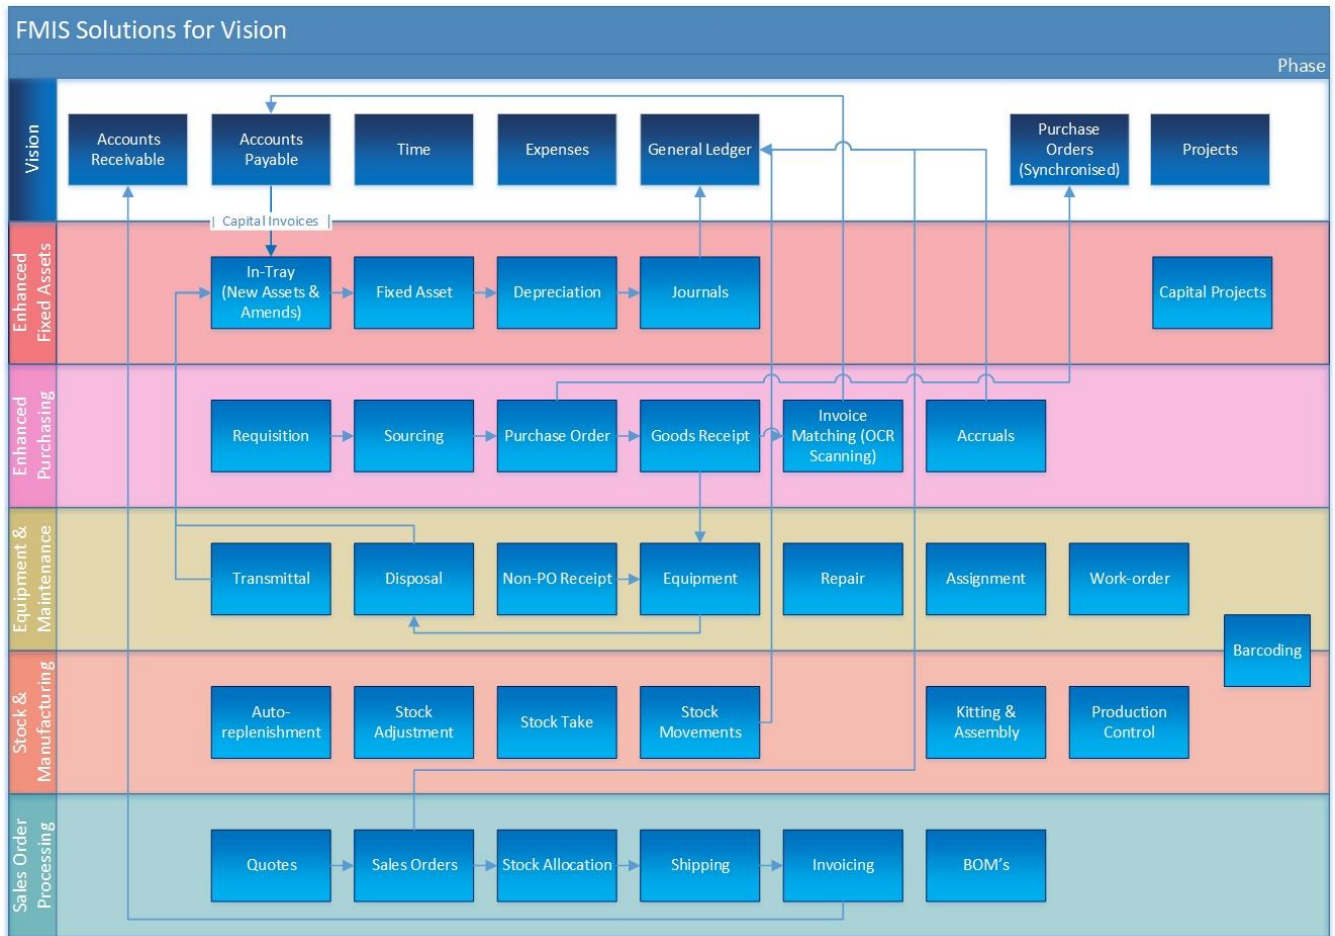 FMIS Solutions for Vision
Phase
Vision
Accounts
Receivable
Accounts
Payable
Time
Expenses
General Ledger
Purchase
Orders
(Synchronised)
Projects
| Capital Invoices |
Enhanced
Fixed Assets
In-Tray
(New Assets &
Amends)
Fixed Asset
Depreciation
Journals
Capital Projects
Enhanced
Purchasing
Requisition
Sourcing
Purchase Order
Goods Receipt
Invoice
Matching (OCR
Scanning)
Accruals
Equipment &
Maintenance
Transmittal
Disposal
Non-PO Receipt
Equipment
Repair
Assignment
Work-order
Barcoding
Stock &
Manufacturing
Auto-
replenishment
Stock
Adjustment
Stock Take
Stock
Movements
Kitting &
Assembly
Production
Control
Sales Order
Processing
Quotes
Sales Orders
Stock Allocation
Shipping
Invoicing
BOM's